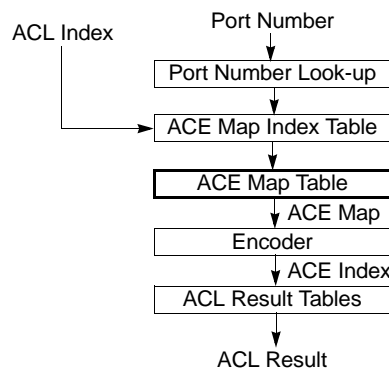 Port Number
ACL Index
Port Number Look-up
ACE Map Index Table
ACE Map Table
ACE Map
Encoder
ACE Index
ACL Result Tables
ACL Result